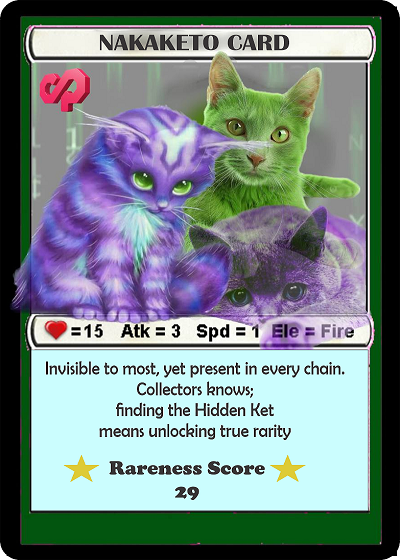 NAKAKETO CARD
=15 Atk = 3 Spd = 1 Ele = Fire
Invisible to most, yet present in every chain.
Collectors knows;
finding the Hidden Ket
means unlocking true rarity
Rareness Score
29